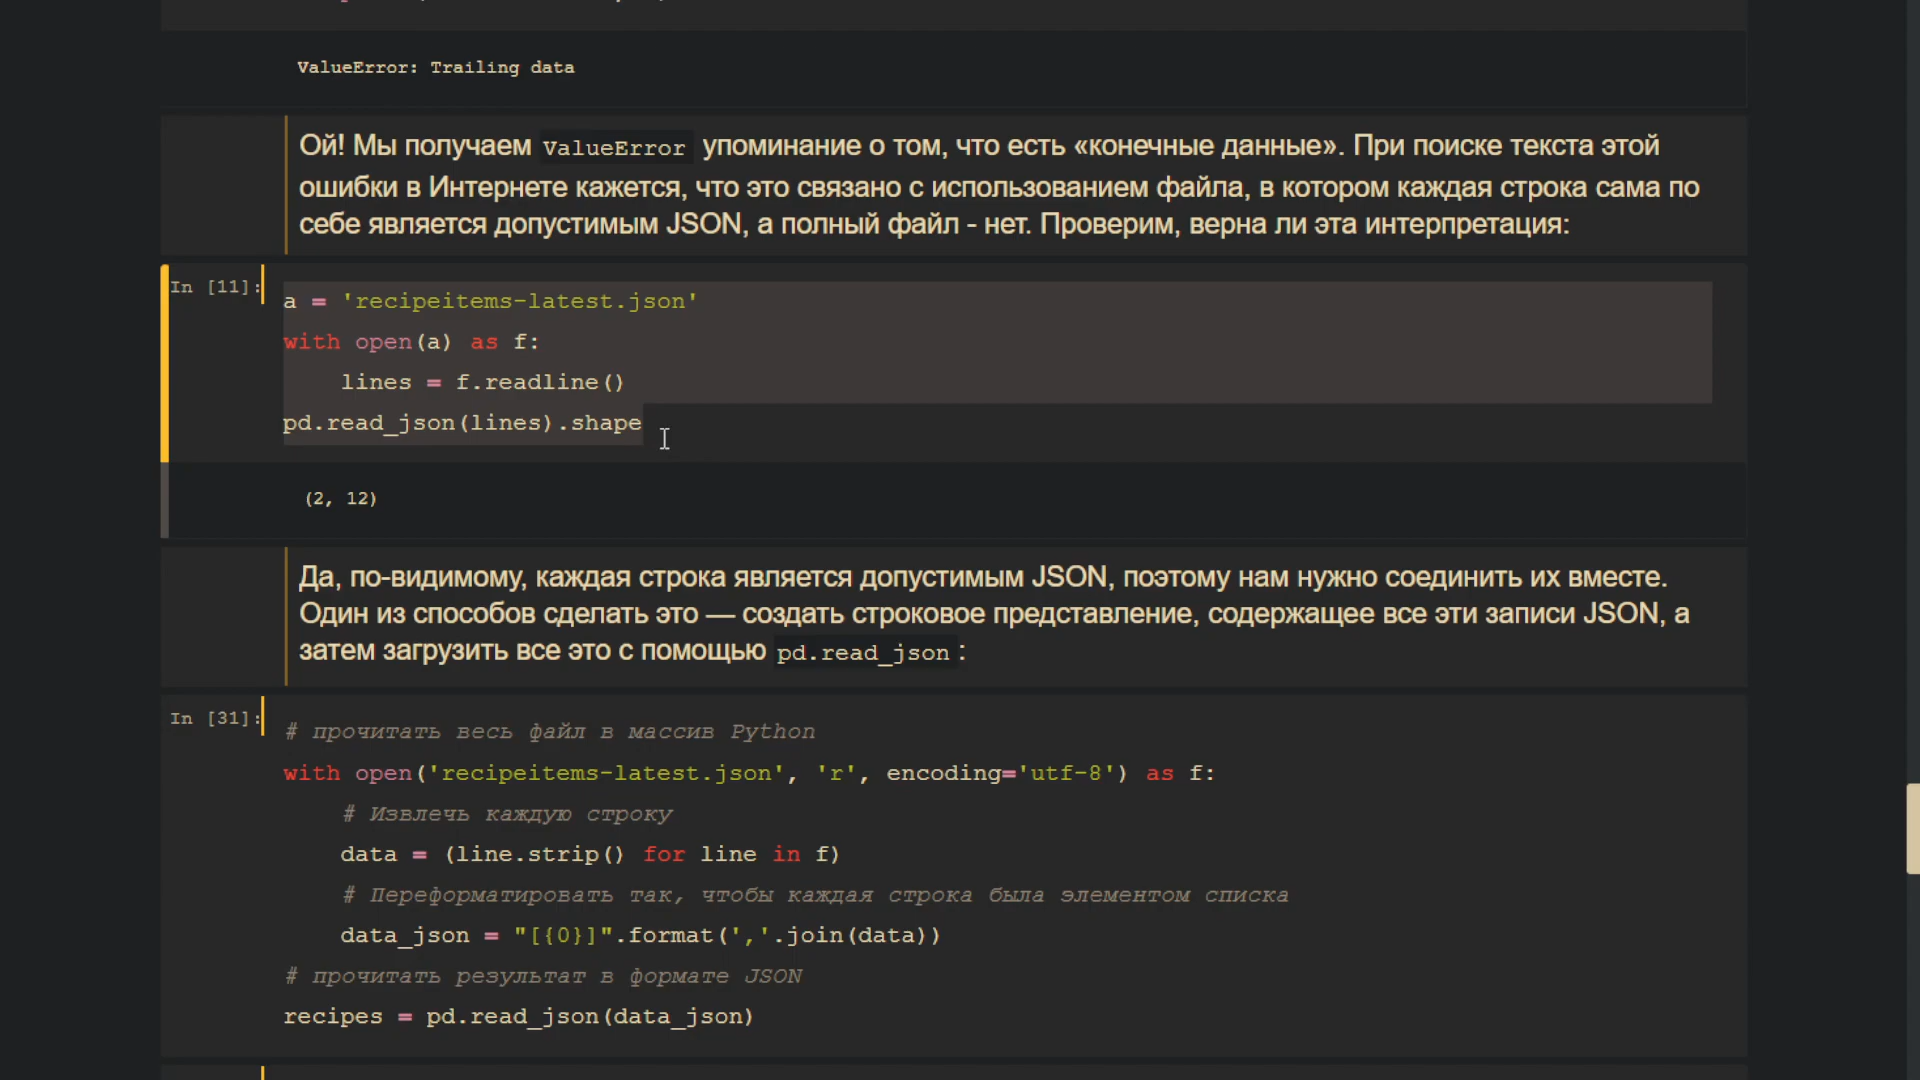 ValueError: Trailing data
Ой! Мы получаем ValueError упоминание о том, что есть «конечные данные». При поиске текста этой
ошибки в Интернете кажется, что это связано с использованием файла, в котором каждая строка сама по
себе является допустимым JSON, а полный файл - нет. Проверим, верна ли эта интерпретация:
In [11]:
a = 'recipeitems-latest.json'
with open(a) as f:
    lines = f.readline()
pd.read_json(lines).shape
(2, 12)
Да, по-видимому, каждая строка является допустимым JSON, поэтому нам нужно соединить их вместе.
Один из способов сделать это — создать строковое представление, содержащее все эти записи JSON, а
затем загрузить все это с помощью pd.read_json :
In [31]:
# прочитать весь файл в массив Python
with open('recipeitems-latest.json', 'r', encoding='utf-8') as f:
    # Извлечь каждую строку
    data = (line.strip() for line in f)
    # Переформатировать так, чтобы каждая строка была элементом списка
    data_json = "[{0}]".format(','.join(data))
# прочитать результат в формате JSON
recipes = pd.read_json(data_json)